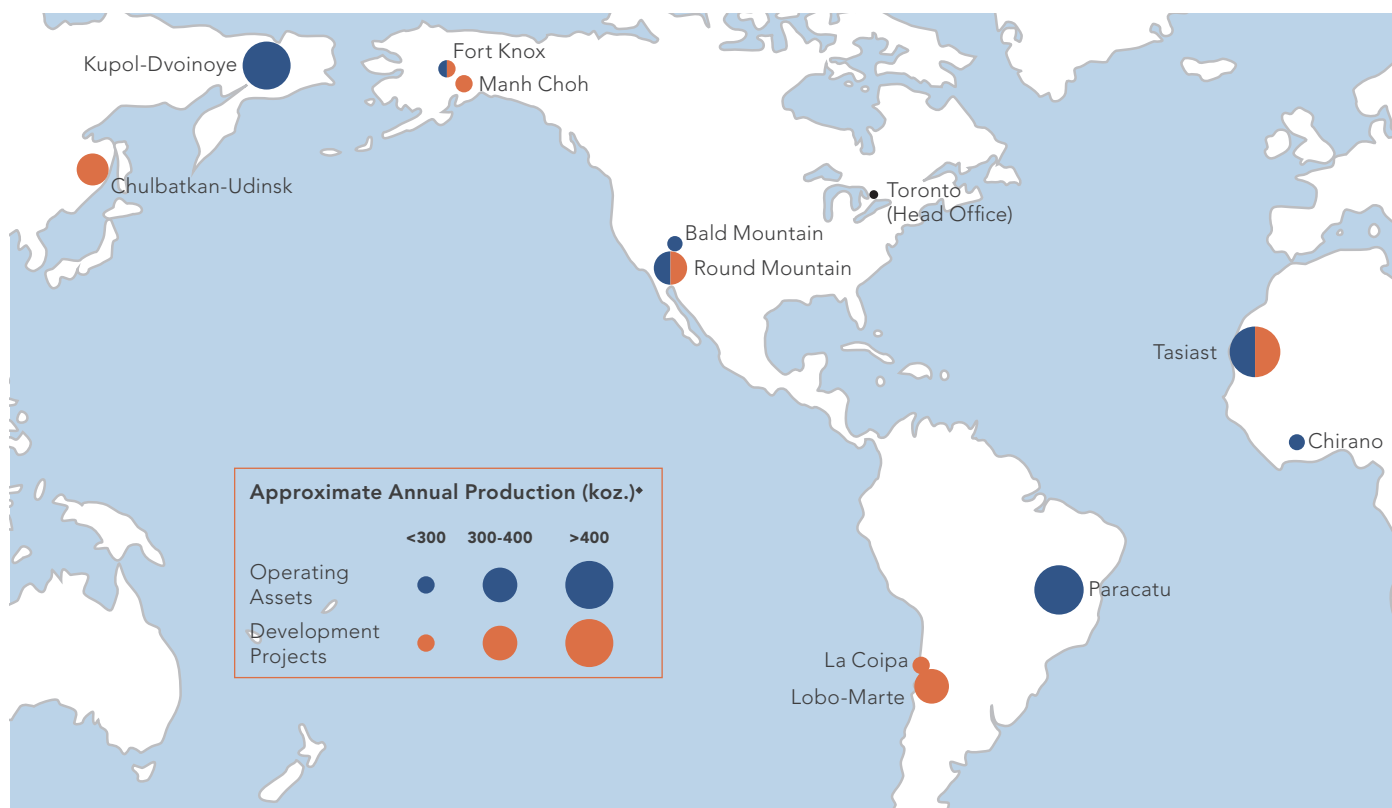 Kupol-Dvoinoye
Fort Knox
Manh Choh
Chulbatkan-Udinsk
Toronto
(Head Office)
Bald Mountain
Round Mountain
Tasiast
Chirano
Approximate Annual Production (koz.)◆
<300 300-400 >400
Operating
Assets
Development
Projects
Paracatu
La Coipa
Lobo-Marte